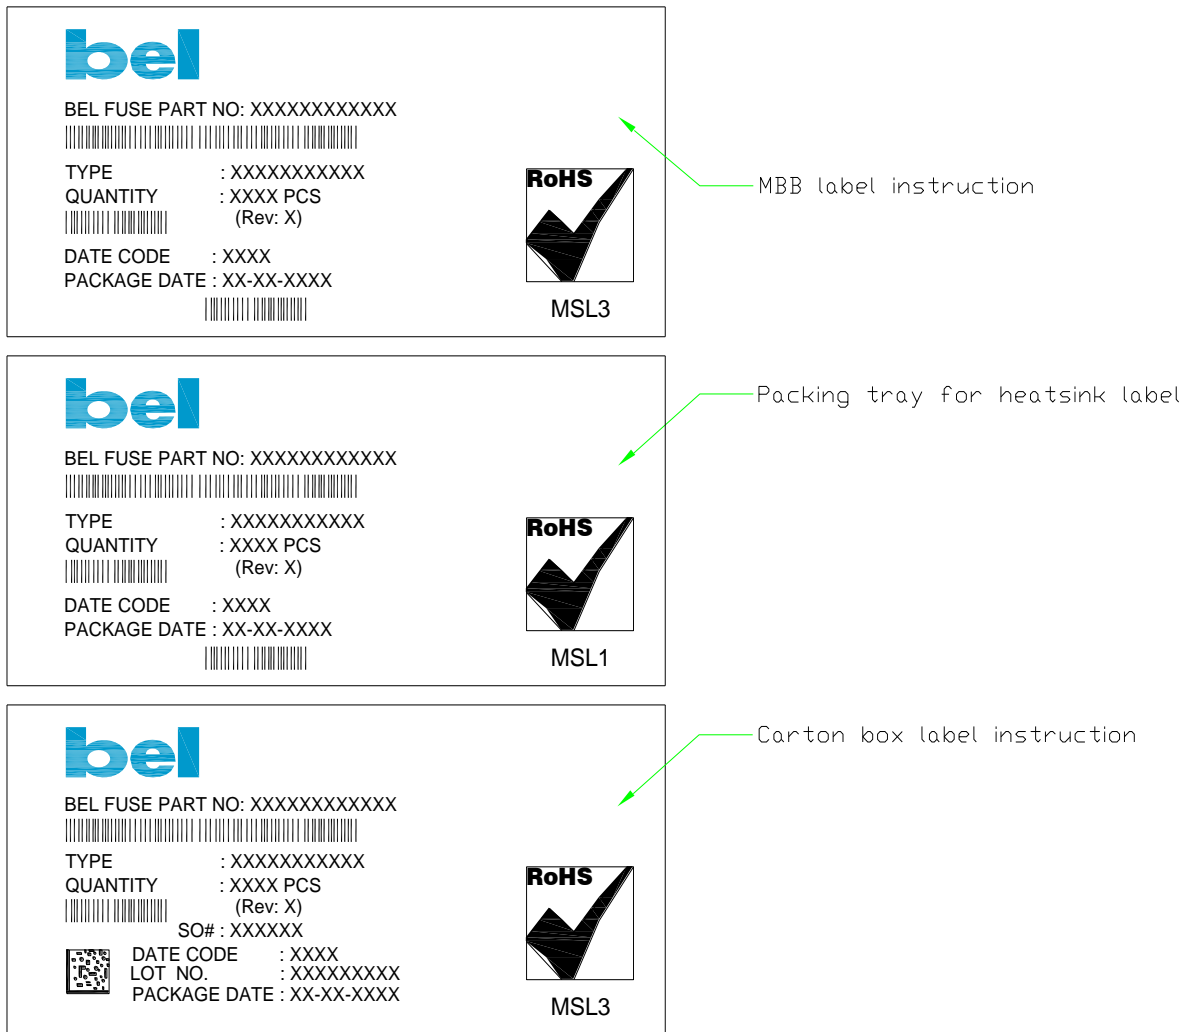 bel
BEL FUSE PART NO: XXXXXXXXXXXX
TYPE : XXXXXXXXXXX
QUANTITY : XXXX PCS
(Rev: X)
DATE CODE : XXXX
PACKAGE DATE : XX-XX-XXXX
RoHS
MSL3
MBB label instruction
bel
BEL FUSE PART NO: XXXXXXXXXXXX
TYPE : XXXXXXXXXXX
QUANTITY : XXXX PCS
(Rev: X)
DATE CODE : XXXX
PACKAGE DATE : XX-XX-XXXX
RoHS
MSL1
Packing tray for heatsink label
bel
BEL FUSE PART NO: XXXXXXXXXXXX
TYPE : XXXXXXXXXXX
QUANTITY : XXXX PCS
(Rev: X)
SO# : XXXXXX
DATE CODE : XXXX
LOT NO. : XXXXXXXXX
PACKAGE DATE : XX-XX-XXXX
RoHS
MSL3
Carton box label instruction